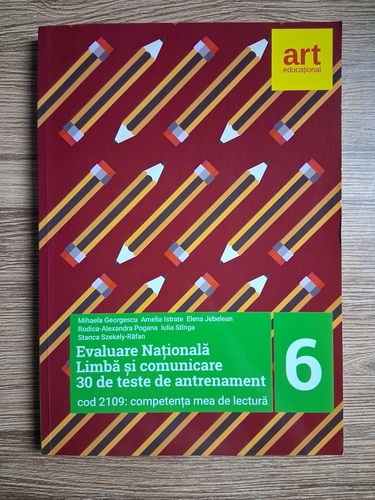 art
educațional
Mihaela Georgescu Amelia Istrate Elena Jebelean
Rodica-Alexandra Pogana Iulia Stînga
Stanca Szekely-Râfan
Evaluare Națională
Limbă și comunicare
30 de teste de antrenament
cod 2109: competența mea de lectură
6